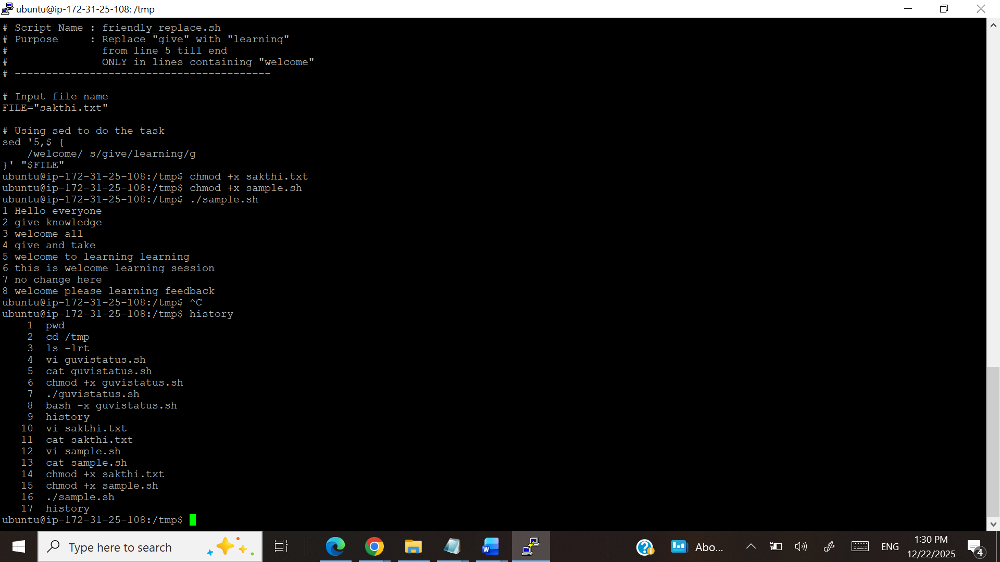 ubuntu@ip-172-31-25-108: /tmp
# Script Name : friendly_replace.sh
# Purpose     : Replace "give" with "learning"
#               from line 5 till end
#               ONLY in lines containing "welcome"
# -----------------------------------------
# Input file name
FILE="sakthi.txt"
# Using sed to do the task
sed '5,$ {
    /welcome/ s/give/learning/g
}' "$FILE"
ubuntu@ip-172-31-25-108:/tmp$ chmod +x sakthi.txt
ubuntu@ip-172-31-25-108:/tmp$ chmod +x sample.sh
ubuntu@ip-172-31-25-108:/tmp$ ./sample.sh
1 Hello everyone
2 give knowledge
3 welcome all
4 give and take
5 welcome to learning learning
6 this is welcome learning session
7 no change here
8 welcome please learning feedback
ubuntu@ip-172-31-25-108:/tmp$ ^C
ubuntu@ip-172-31-25-108:/tmp$ history
    1  pwd
    2  cd /tmp
    3  ls -lrt
    4  vi guvistatus.sh
    5  cat guvistatus.sh
    6  chmod +x guvistatus.sh
    7  ./guvistatus.sh
    8  bash -x guvistatus.sh
    9  history
   10  vi sakthi.txt
   11  cat sakthi.txt
   12  vi sample.sh
   13  cat sample.sh
   14  chmod +x sakthi.txt
   15  chmod +x sample.sh
   16  ./sample.sh
   17  history
ubuntu@ip-172-31-25-108:/tmp$
Type here to search
Abo...
ENG
1:30 PM
12/22/2025
4